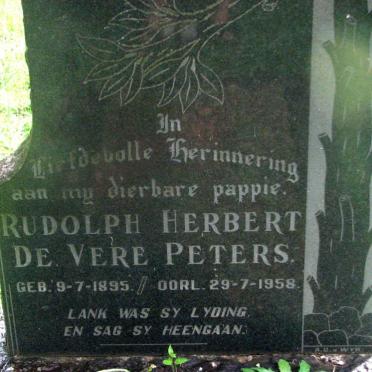 In
Liefdevolle Herinnering
aan my dierbare pappie.
RUDOLPH HERBERT
DE VERE PETERS.
GEB. 9-7-1895. // OORL. 29-7-1958.
LANK WAS SY LYDING
EN SAG SY HEENGAAN.